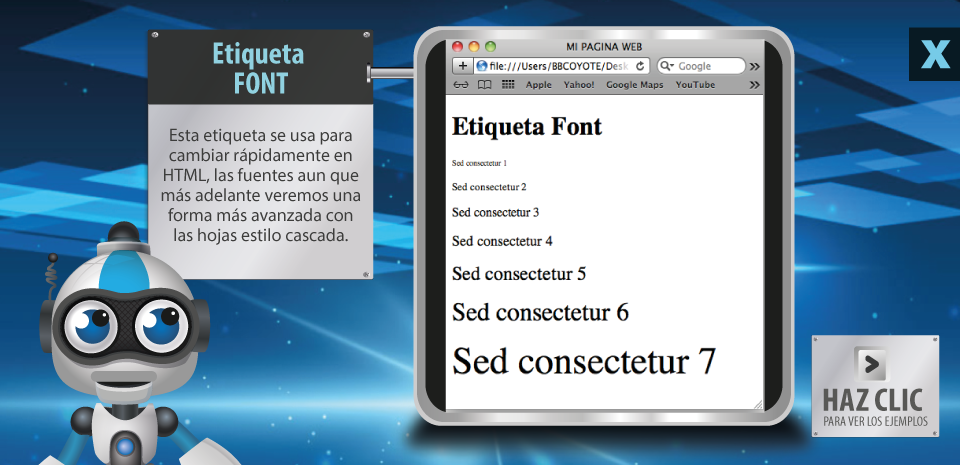 Etiqueta
FONT
Esta etiqueta se usa para
cambiar rápidamente en
HTML, las fuentes aun que
más adelante veremos una
forma más avanzada con
las hojas estilo cascada.
MI PAGINA WEB
+ file:///Users/BBCOYOTE/Desk Google »
Apple Yahoo! Google Maps YouTube »
Etiqueta Font
Sed consectetur 1
Sed consectetur 2
Sed consectetur 3
Sed consectetur 4
Sed consectetur 5
Sed consectetur 6
Sed consectetur 7
X
HAZ CLIC
PARA VER LOS EJEMPLOS